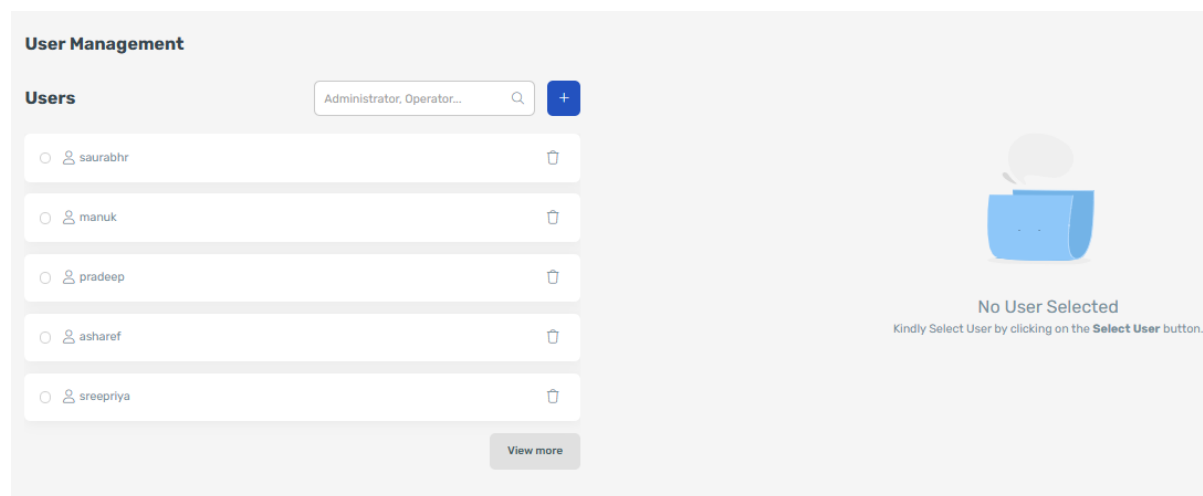 User Management
Users
Administrator, Operator...
+
saurabhr
manuk
pradeep
asharef
sreepriya
View more
No User Selected
Kindly Select User by clicking on the Select User button.